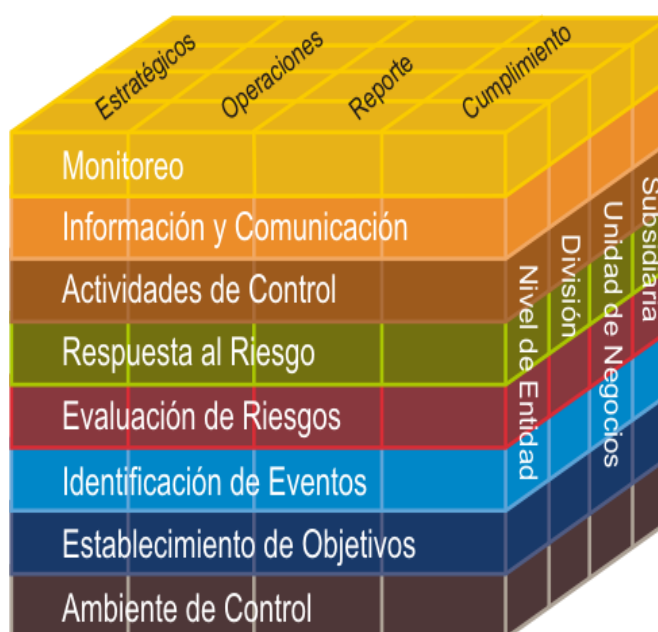 Estratégicos
Operaciones
Reporte
Cumplimiento
Monitoreo
Información y Comunicación
Actividades de Control
Respuesta al Riesgo
Evaluación de Riesgos
Identificación de Eventos
Establecimiento de Objetivos
Ambiente de Control
Nivel de Entidad
División
Unidad de Negocios
Subsidiaria